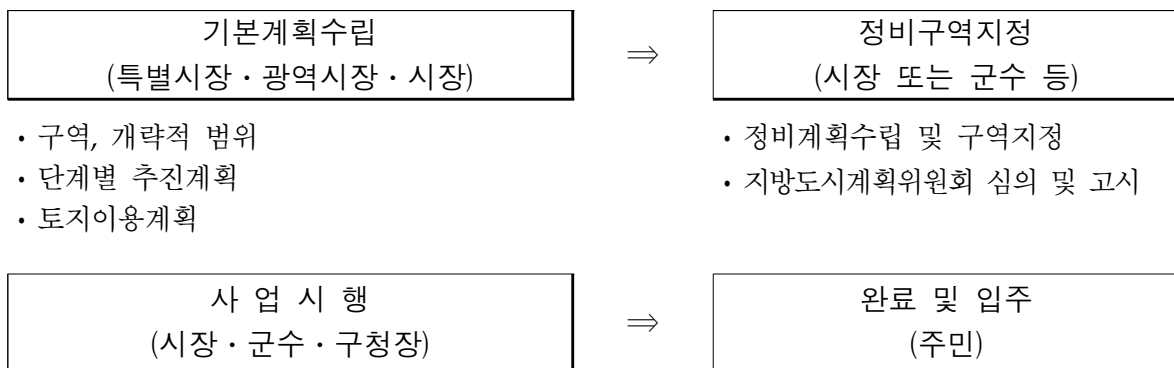 기본계획수립
(특별시장・광역시장・시장)
⇒
정비구역지정
(시장 또는 군수 등)
・구역, 개략적 범위
・단계별 추진계획
・토지이용계획
・정비계획수립 및 구역지정
・지방도시계획위원회 심의 및 고시
사 업 시 행
(시장・군수・구청장)
⇒
완료 및 입주
(주민)